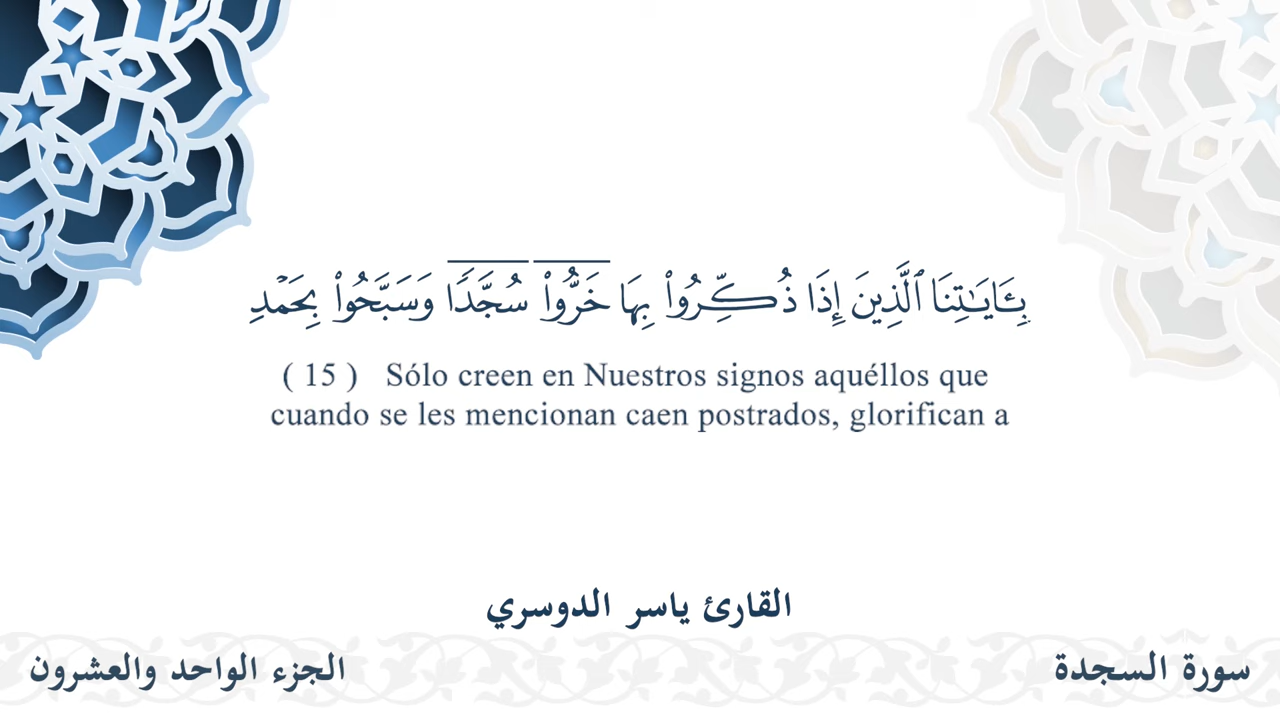 بِـَٔايَٰتِنَا ٱلَّذِينَ إِذَا ذُكِّرُوا۟ بِهَا خَرُّوا۟ سُجَّدًا وَسَبَّحُوا۟ بِحَمْدِ
( 15 ) Sólo creen en Nuestros signos aquéllos que
cuando se les mencionan caen postrados, glorifican a
القارئ ياسر الدوسري
سورة السجدة
الجزء الواحد والعشرون